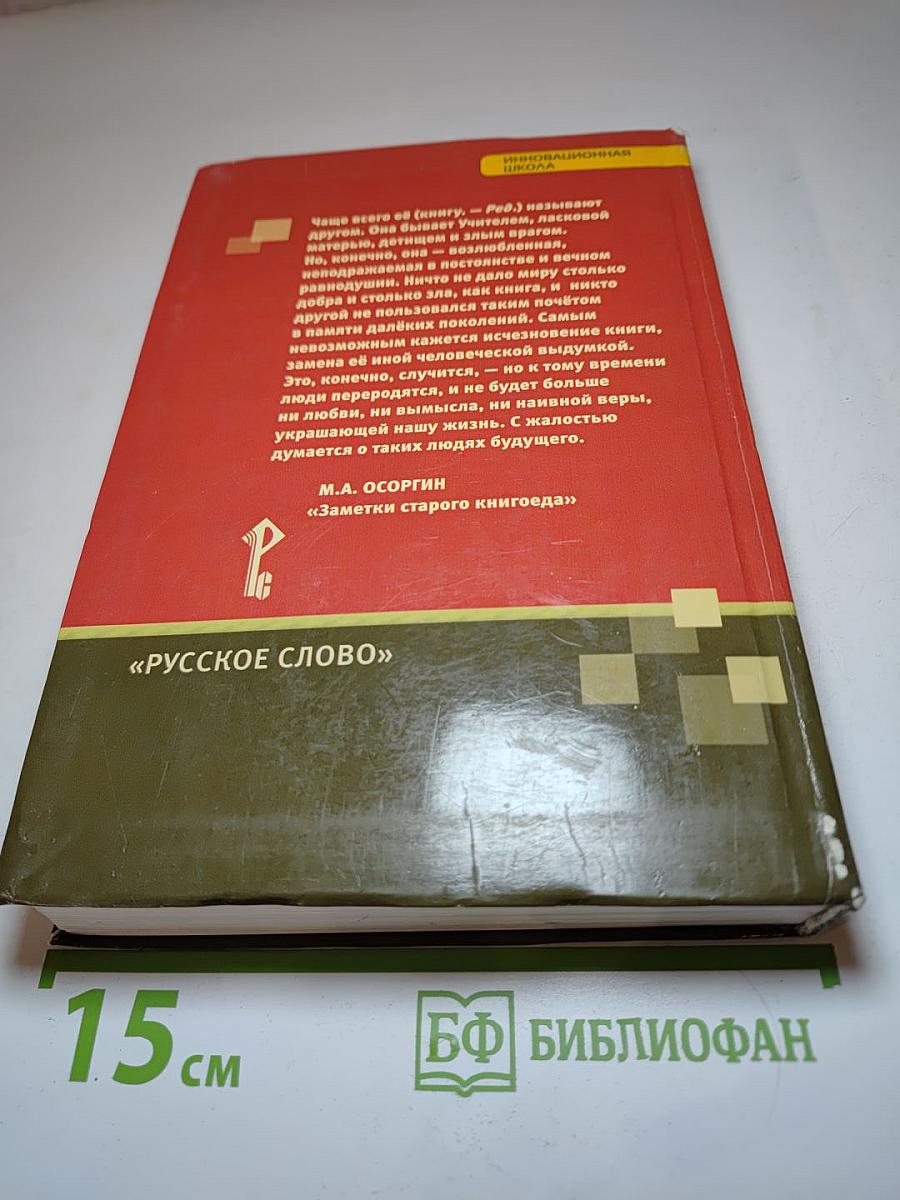 ИННОВАЦИОННАЯ
ШКОЛА
Чаще всего её (книгу, — Ред.) называют
другом. Она бывает Учителем, ласковой
матерью, детищем и злым врагом.
Но, конечно, она — возлюбленная,
неподражаемая в постоянстве и вечном
равнодушии. Ничто не дало миру столько
добра и столько зла, как книга, и никто
другой не пользовался таким почётом
в памяти далёких поколений. Самым
невозможным кажется исчезновение книги,
замена её иной человеческой выдумкой.
Это, конечно, случится, — но к тому времени
люди переродятся, и не будет больше
ни любви, ни вымысла, ни наивной веры,
украшающей нашу жизнь. С жалостью
думается о таких людях будущего.
М.А. ОСОРГИН
«Заметки старого книгоеда»
РС
«РУССКОЕ СЛОВО»
15 см
БФ БИБЛИОФАН